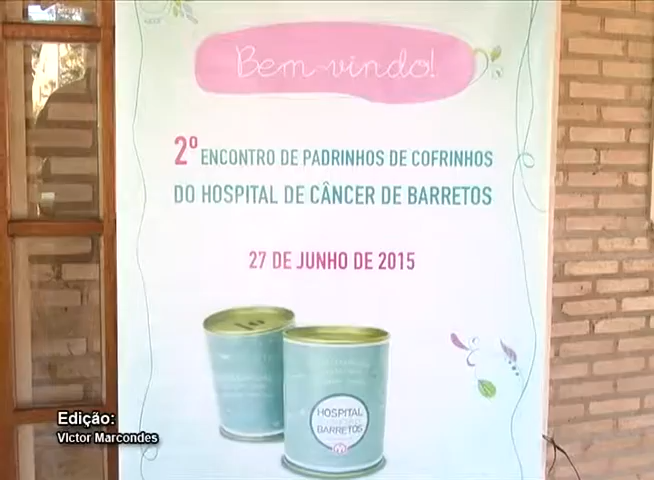 Bem-vindo!
2º ENCONTRO DE PADRINHOS DE COFRINHOS
DO HOSPITAL DE CÂNCER DE BARRETOS
27 DE JUNHO DE 2015
HOSPITAL
BARRETOS
Edição:
Victor Marcondes